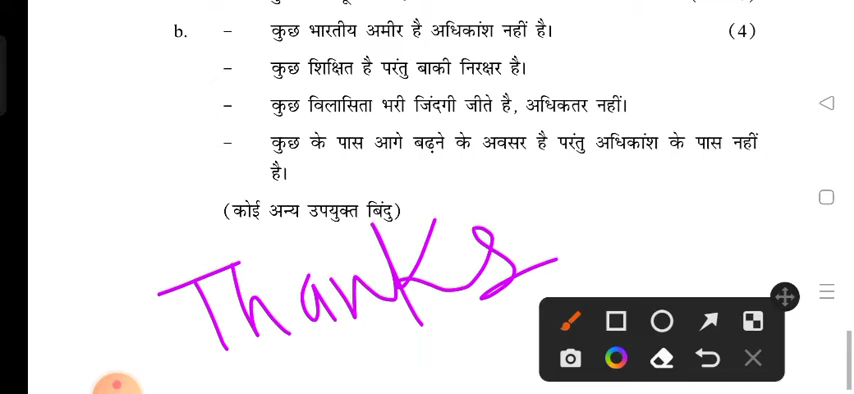 b. – कुछ भारतीय अमीर है अधिकांश नहीं है। (4)
– कुछ शिक्षित है परंतु बाकी निरक्षर है।
– कुछ विलासिता भरी जिंदगी जीते है, अधिकतर नहीं।
– कुछ के पास आगे बढ़ने के अवसर है परंतु अधिकांश के पास नहीं
है।
(कोई अन्य उपयुक्त बिंदु)
Thanks